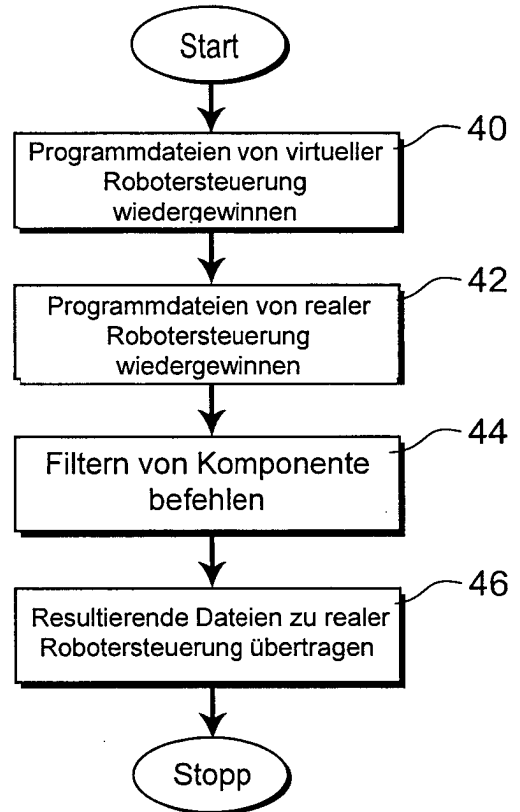 Start
40
Programmdateien von virtueller
Robotersteuerung
wiedergewinnen
42
Programmdateien von realer
Robotersteuerung
wiedergewinnen
44
Filtern von Komponente
befehlen
46
Resultierende Dateien zu realer
Robotersteuerung übertragen
Stopp